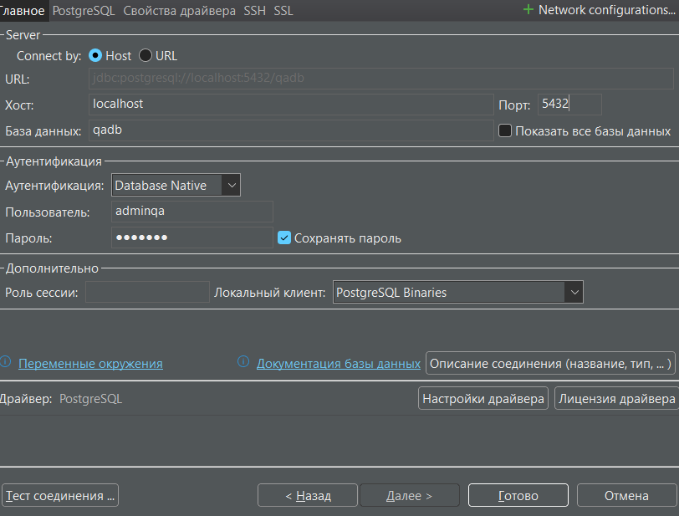 Главное PostgreSQL Свойства драйвера SSH SSL + Network configurations...
Server
Connect by: Host URL
URL: jdbc:postgresql://localhost:5432/qadb
Хост: localhost Порт: 5432
База данных: qadb Показать все базы данных
Аутентификация
Аутентификация: Database Native
Пользователь: adminqa
Пароль: ••••••• Сохранять пароль
Дополнительно
Роль сессии: Локальный клиент: PostgreSQL Binaries
Переменные окружения Документация базы данных Описание соединения (название, тип, ... )
Драйвер: PostgreSQL Настройки драйвера Лицензия драйвера
Тест соединения ... < Назад Далее > Готово Отмена